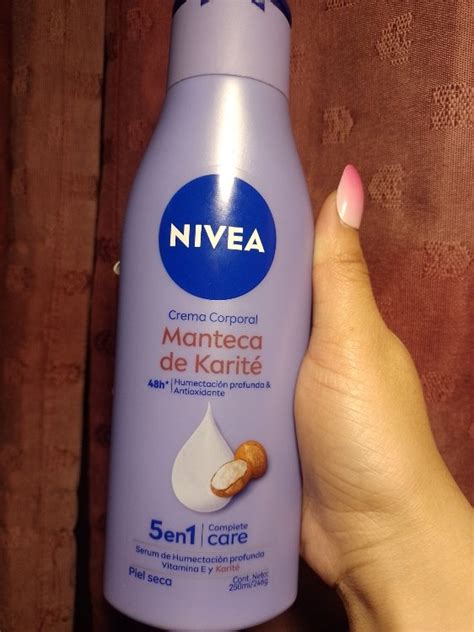 NIVEA
Crema Corporal
Manteca
de Karité
48h* Humectación profunda &
Antioxidante
5en1 Complete
care
Serum de Humectación profunda
Vitamina E y Karité
Piel seca
Cont. Neto:
250ml/246g